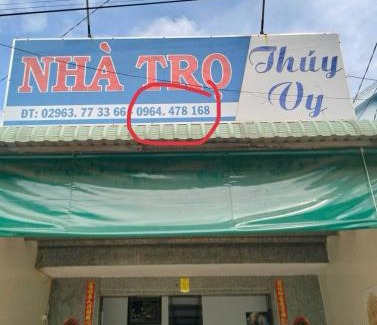 NHÀ TRỌ
Thúy
Vy
ĐT: 02963. 77 33 66 0964. 478 168